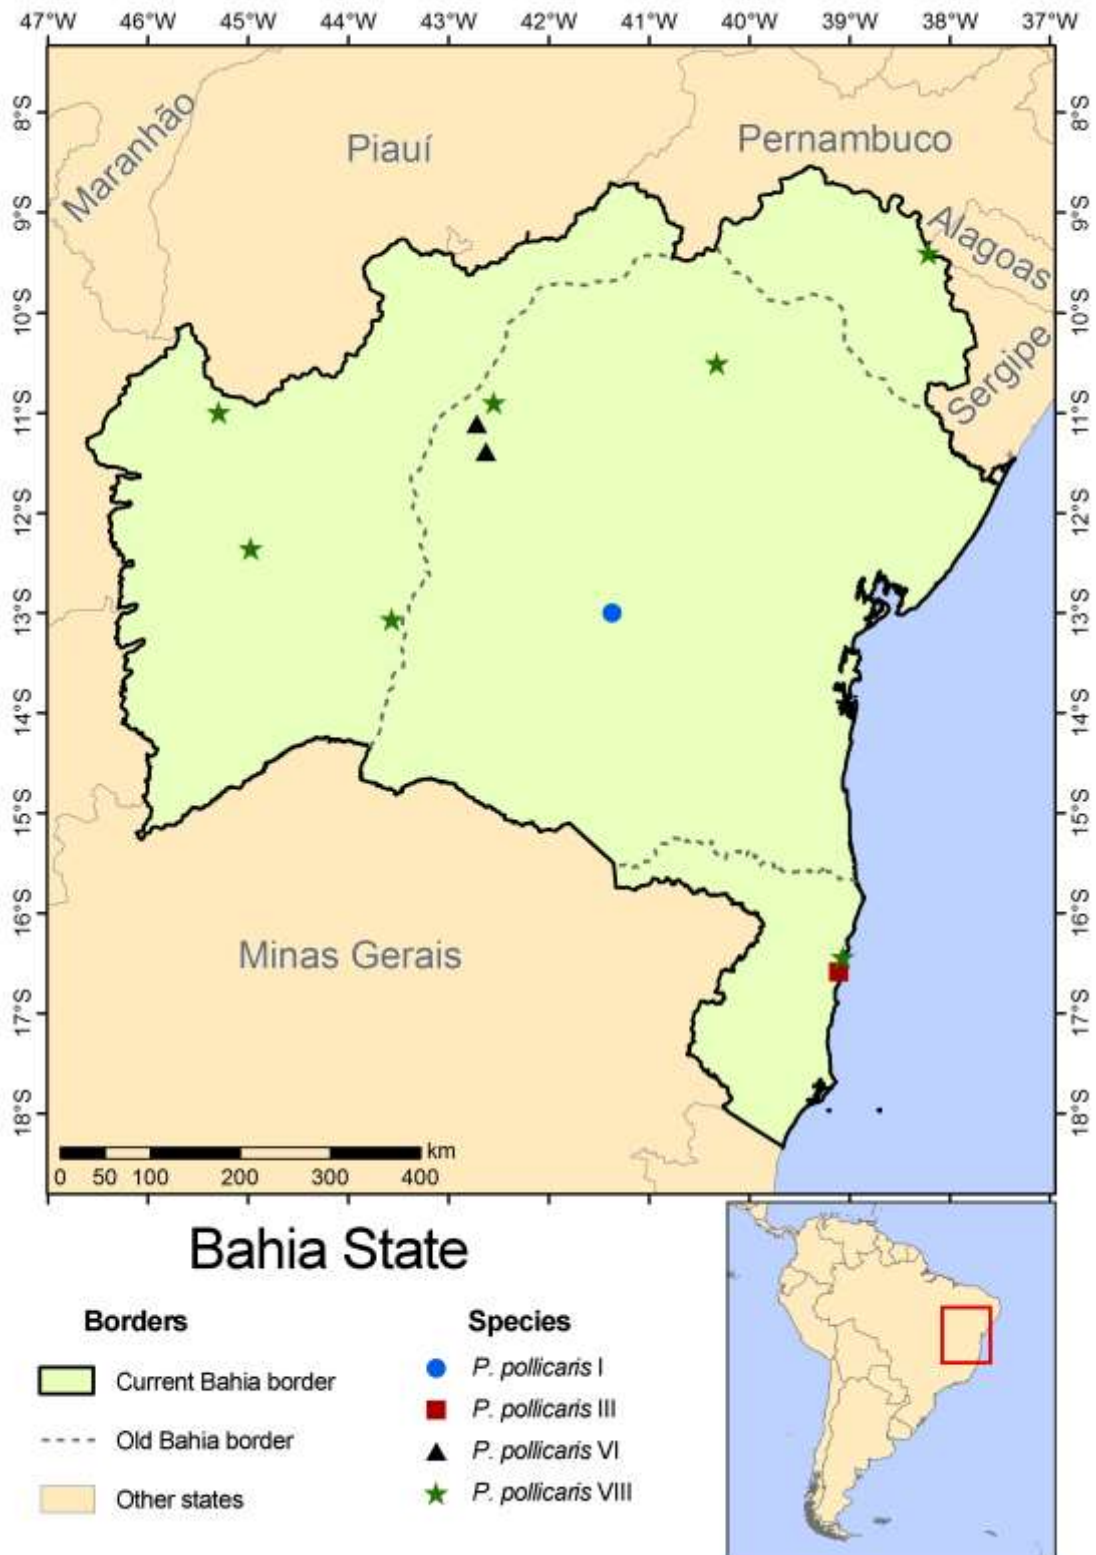 47°W 46°W 45°W 44°W 43°W 42°W 41°W 40°W 39°W 38°W 37°W
8°S 8°S
Maranhão
Piauí
Pernambuco
9°S 9°S
Alagoas
10°S 10°S
Sergipe
11°S 11°S
12°S 12°S
13°S 13°S
14°S 14°S
15°S 15°S
16°S 16°S
Minas Gerais
17°S 17°S
18°S 18°S
km
0 50 100 200 300 400
Bahia State
Borders
Current Bahia border
Old Bahia border
Other states
Species
P. pollicaris I
P. pollicaris III
P. pollicaris VI
P. pollicaris VIII